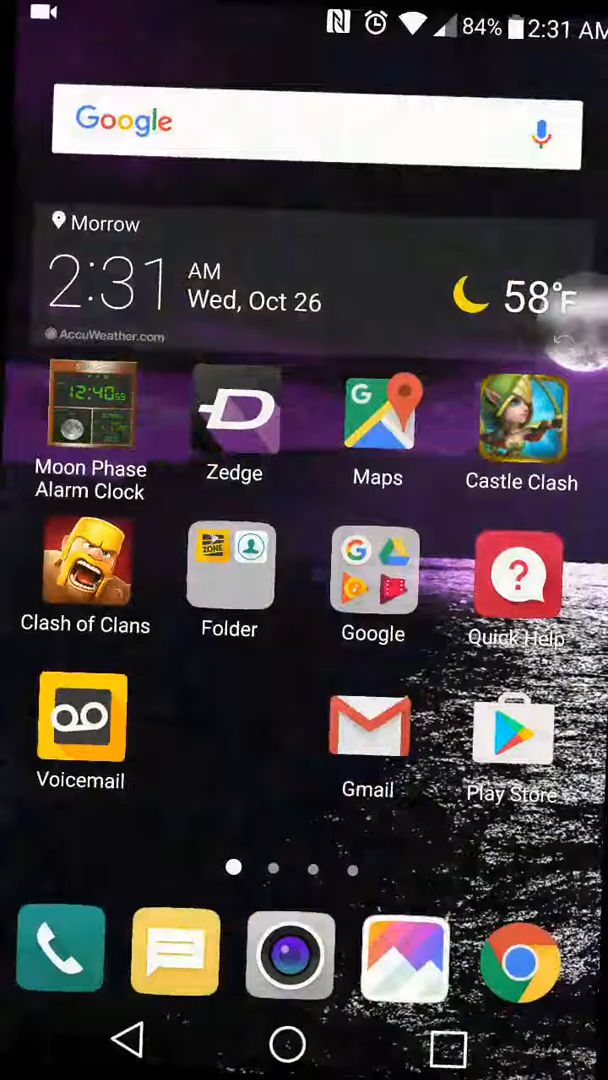 84% 2:31 AM
Google
Morrow
2:31 AM
Wed, Oct 26
58°F
AccuWeather.com
12:40
Moon Phase
Alarm Clock
Zedge
Maps
Castle Clash
ZONE
Clash of Clans
Folder
Google
Quick Help
Voicemail
Gmail
Play Store